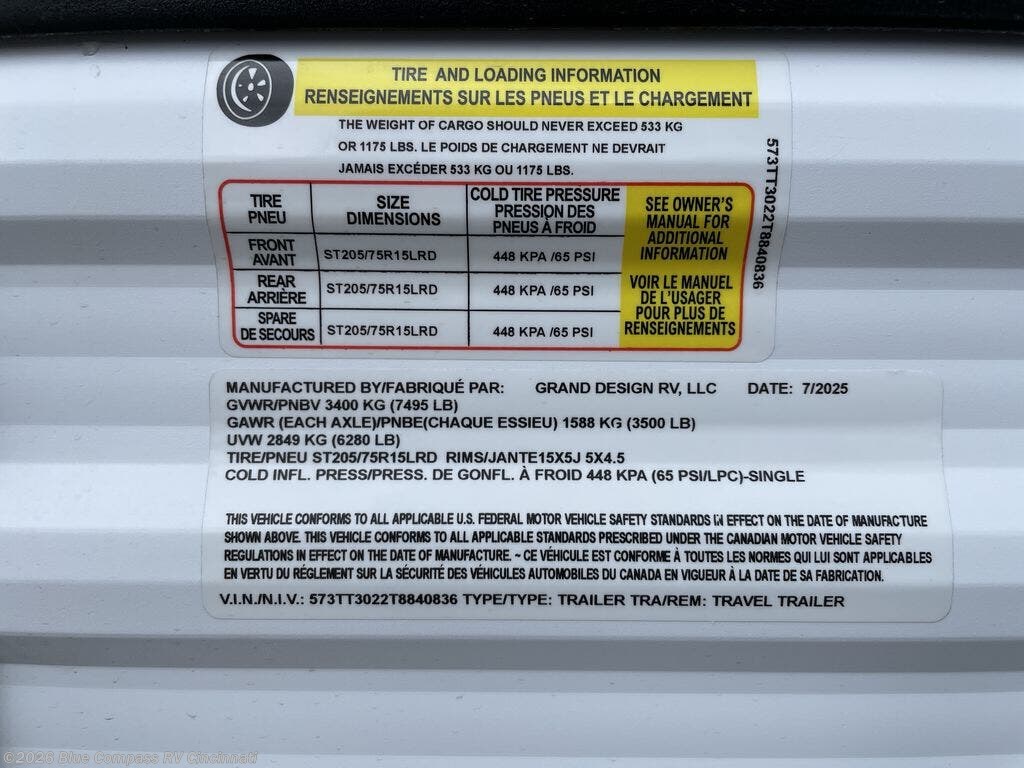 TIRE AND LOADING INFORMATION
RENSEIGNEMENTS SUR LES PNEUS ET LE CHARGEMENT
THE WEIGHT OF CARGO SHOULD NEVER EXCEED 533 KG
OR 1175 LBS. LE POIDS DE CHARGEMENT NE DEVRAIT
JAMAIS EXCÉDER 533 KG OU 1175 LBS.
TIRE
PNEU
SIZE
DIMENSIONS
COLD TIRE PRESSURE
PRESSION DES
PNEUS À FROID
FRONT
AVANT
ST205/75R15LRD
448 KPA /65 PSI
REAR
ARRIÈRE
ST205/75R15LRD
448 KPA /65 PSI
SPARE
DE SECOURS
ST205/75R15LRD
448 KPA /65 PSI
SEE OWNER'S
MANUAL FOR
ADDITIONAL
INFORMATION
VOIR LE MANUEL
DE L'USAGER
POUR PLUS DE
RENSEIGNEMENTS
573TT3022T8840836
MANUFACTURED BY/FABRIQUÉ PAR: GRAND DESIGN RV, LLC DATE: 7/2025
GVWR/PNBV 3400 KG (7495 LB)
GAWR (EACH AXLE)/PNBE(CHAQUE ESSIEU) 1588 KG (3500 LB)
UVW 2849 KG (6280 LB)
TIRE/PNEU ST205/75R15LRD RIMS/JANTE15X5J 5X4.5
COLD INFL. PRESS/PRESS. DE GONFL. À FROID 448 KPA (65 PSI/LPC)-SINGLE
THIS VEHICLE CONFORMS TO ALL APPLICABLE U.S. FEDERAL MOTOR VEHICLE SAFETY STANDARDS IN EFFECT ON THE DATE OF MANUFACTURE
SHOWN ABOVE. THIS VEHICLE CONFORMS TO ALL APPLICABLE STANDARDS PRESCRIBED UNDER THE CANADIAN MOTOR VEHICLE SAFETY
REGULATIONS IN EFFECT ON THE DATE OF MANUFACTURE. ~ CE VÉHICULE EST CONFORME À TOUTES LES NORMES QUI LUI SONT APPLICABLES
EN VERTU DU RÉGLEMENT SUR LA SÉCURITÉ DES VÉHICULES AUTOMOBILES DU CANADA EN VIGUEUR À LA DATE DE SA FABRICATION.
V.I.N./N.I.V.: 573TT3022T8840836 TYPE/TYPE: TRAILER TRA/REM: TRAVEL TRAILER
©2026 Blue Compass RV Cincinnati